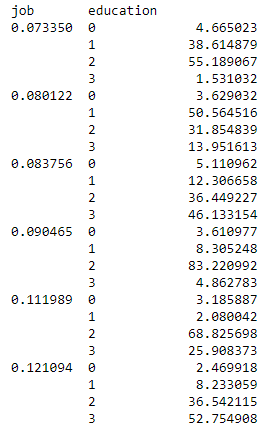 job education
0.073350 0 4.665023
1 38.614879
2 55.189067
3 1.531032
0.080122 0 3.629032
1 50.564516
2 31.854839
3 13.951613
0.083756 0 5.110962
1 12.306658
2 36.449227
3 46.133154
0.090465 0 3.610977
1 8.305248
2 83.220992
3 4.862783
0.111989 0 3.185887
1 2.080042
2 68.825698
3 25.908373
0.121094 0 2.469918
1 8.233059
2 36.542115
3 52.754908